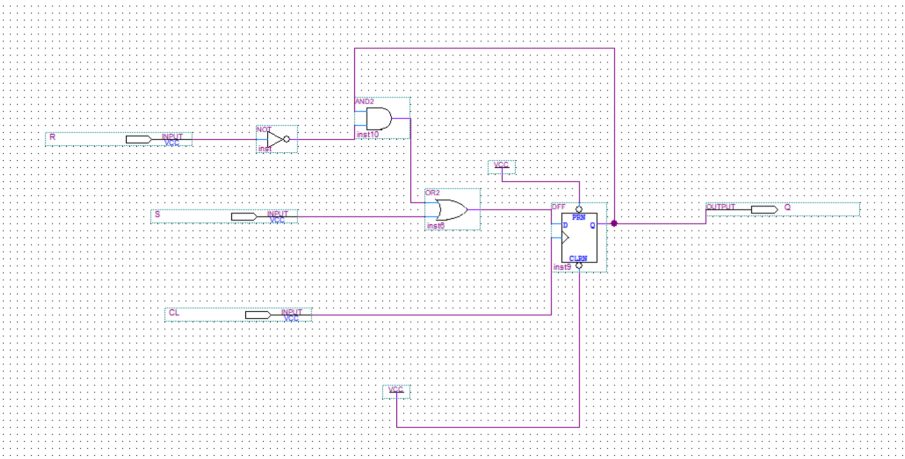 AND2
inst10
R
INPUT
VCC
NOT
inst
VCC
OR2
inst6
S
INPUT
VCC
DFF
PRN
D
Q
CLRN
inst9
OUTPUT
Q
CL
INPUT
VCC
VCC